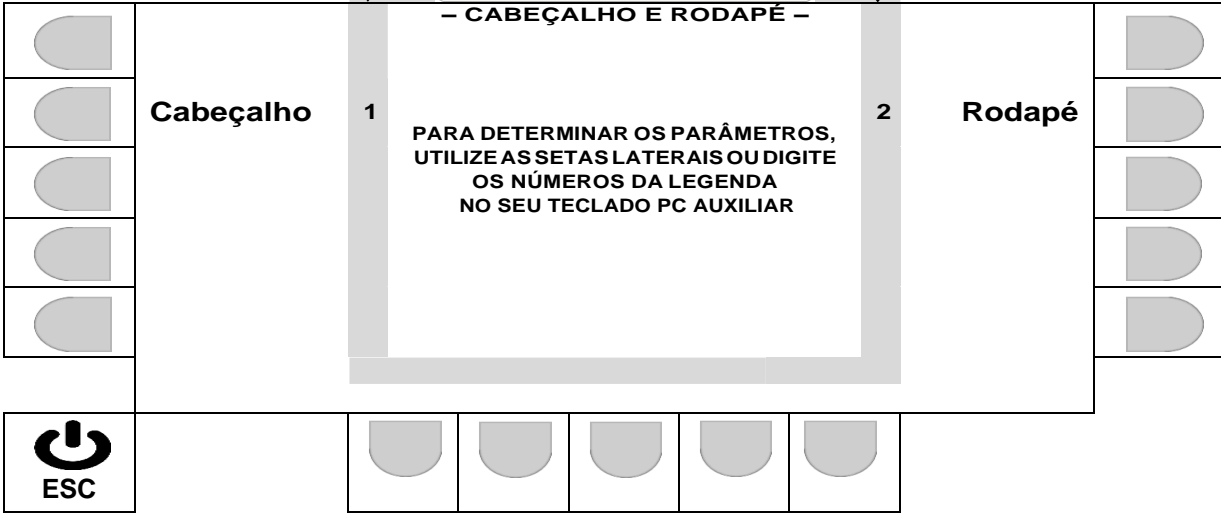 – CABEÇALHO E RODAPÉ –
Cabeçalho
1
2
Rodapé
PARA DETERMINAR OS PARÂMETROS,
UTILIZE AS SETAS LATERAIS OU DIGITE
OS NÚMEROS DA LEGENDA
NO SEU TECLADO PC AUXILIAR
ESC